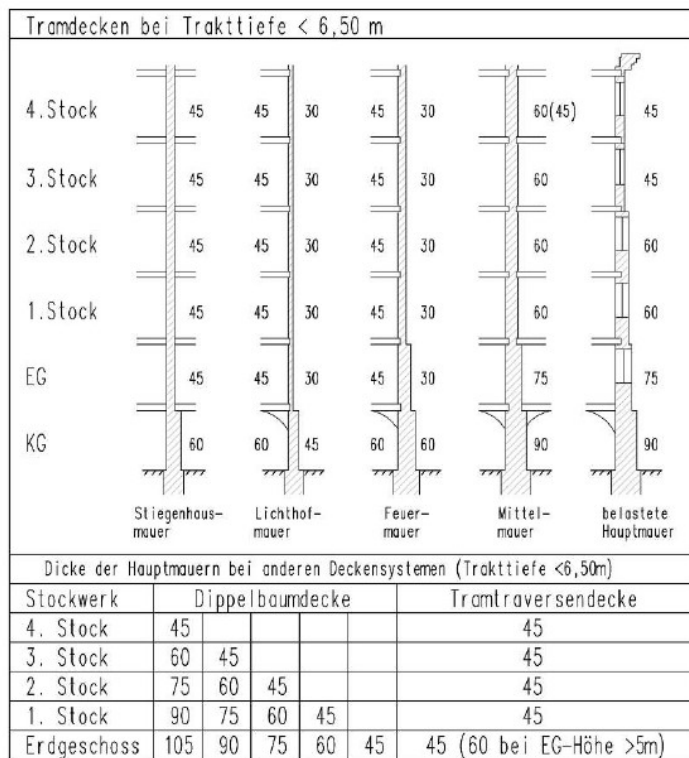 Tramdecken bei Trakttiefe < 6,50 m
4.Stock 45 45 30 45 30 60(45) 45
3.Stock 45 45 30 45 30 60 45
2.Stock 45 45 30 45 30 60 60
1.Stock 45 45 30 45 30 60 60
EG 45 45 30 45 30 75 75
KG 60 60 45 60 60 90 90
Stiegenhaus- Lichthof- Feuer- Mittel- belastete
mauer mauer mauer mauer Hauptmauer
Dicke der Hauptmauern bei anderen Deckensystemen (Trakttiefe <6,50m)
Stockwerk Dippelbaumdecke Tramtraversendecke
4. Stock 45 45
3. Stock 60 45 45
2. Stock 75 60 45 45
1. Stock 90 75 60 45 45
Erdgeschoss 105 90 75 60 45 45 (60 bei EG-Höhe >5m)